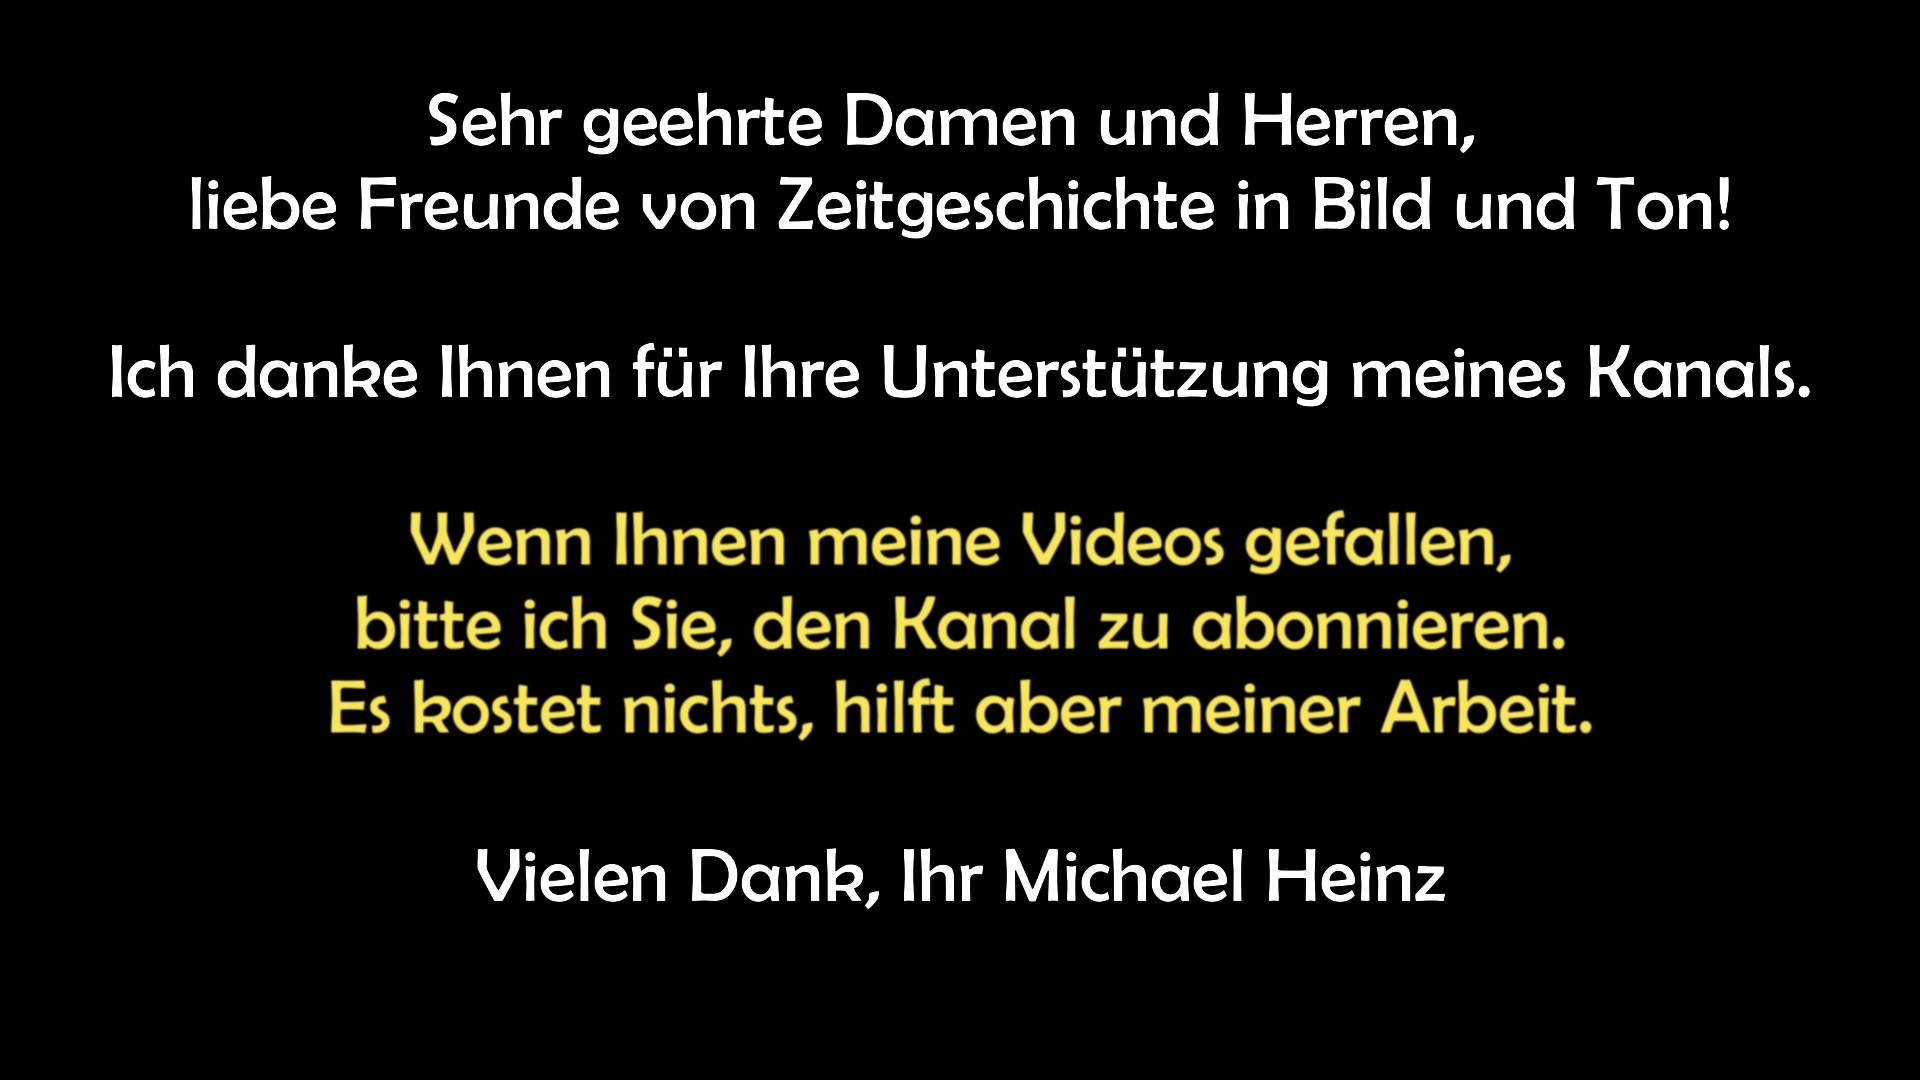 Sehr geehrte Damen und Herren,
liebe Freunde von Zeitgeschichte in Bild und Ton!
Ich danke Ihnen für Ihre Unterstützung meines Kanals.
Wenn Ihnen meine Videos gefallen,
bitte ich Sie, den Kanal zu abonnieren.
Es kostet nichts, hilft aber meiner Arbeit.
Vielen Dank, Ihr Michael Heinz